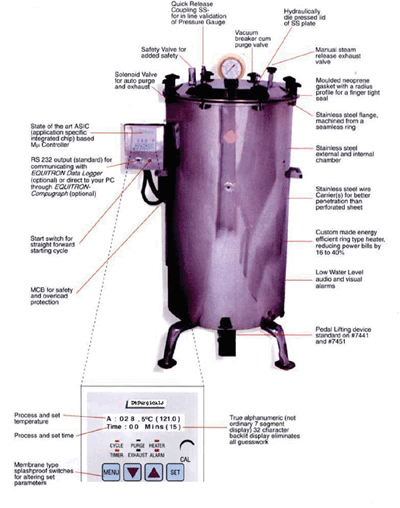 Quick Release
Coupling SS-
for in line validation
of Pressure Gauge
Hydraulically
die pressed lid
of SS plate
Vacuum
breaker cum
purge valve
Safety Valve for
added safety
Manual steam
release exhaust
valve
Solenoid Valve
for auto purge
and exhaust
Moulded neoprene
gasket with a radius
profile for a finger tight
seal
Stainless steel flange,
machined from a
seamless ring
State of the art ASIC
(application specific
integrated chip) based
Mµ Controller
Stainless steel
external and internal
chamber
RS 232 output (standard) for
communicating with
EQUITRON Data Logger
(optional) or direct to your PC
through EQUITRON-
Compugraph (optional)
Stainless steel wire
Carrier(s) for better
penetration than
perforated sheet
Start switch for
straight forward
starting cycle
Custom made energy
efficient ring type heater,
reducing power bills by
16 to 40%
Low Water Level
audio and visual
alarms
MCB for safety
and overload
protection
Pedal Lifting device
standard on #7441
and #7451
Process and set
temperature
A : 028 . 5ºC (121.0)
Time : 00 Mins (15)
Process and set time
True alphanumeric (not
ordinary 7 segment
display) 32 character
backlit display eliminates
all guesswork
CYCLE PURGE HEATER
TIMER EXHAUST ALARM
CAL
Membrane type
splashproof switches
for altering set
parameters
MENU
SET